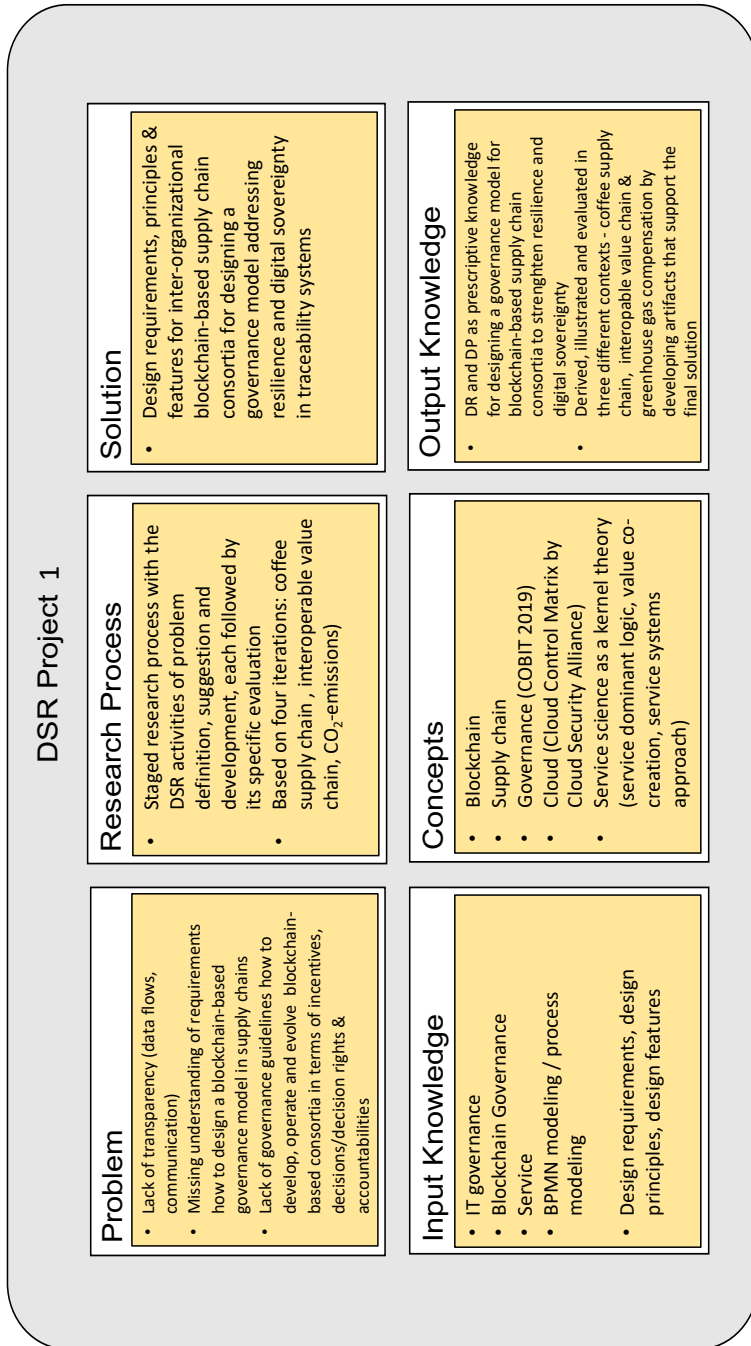 DSR Project 1
Problem
• Lack of transparency (data flows,
communication)
• Missing understanding of requirements
how to design a blockchain-based
governance model in supply chains
• Lack of governance guidelines how to
develop, operate and evolve blockchain-
based consortia in terms of incentives,
decisions/decision rights &
accountabilities
Research Process
• Staged research process with the
DSR activities of problem
definition, suggestion and
development, each followed by
its specific evaluation
• Based on four iterations: coffee
supply chain , interoperable value
chain, CO₂-emissions)
Solution
• Design requirements, principles &
features for inter-organizational
blockchain-based supply chain
consortia for designing a
governance model addressing
resilience and digital sovereignty
in traceability systems
Input Knowledge
• IT governance
• Blockchain Governance
• Service
• BPMN modeling / process
modeling
• Design requirements, design
principles, design features
Concepts
• Blockchain
• Supply chain
• Governance (COBIT 2019)
• Cloud (Cloud Control Matrix by
Cloud Security Alliance)
• Service science as a kernel theory
(service dominant logic, value co-
creation, service systems
approach)
Output Knowledge
• DR and DP as prescriptive knowledge
for designing a governance model for
blockchain-based supply chain
consortia to strenghten resilience and
digital sovereignty
• Derived, illustrated and evaluated in
three different contexts - coffee supply
chain, interopable value chain &
greenhouse gas compensation by
developing artifacts that support the
final solution